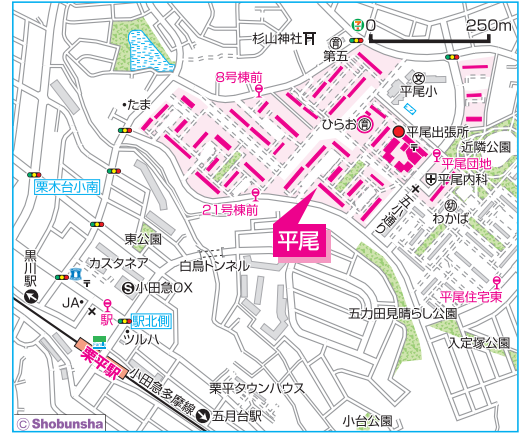 0 250m
杉山神社
育
第五
文
平尾小
8号棟前
たま
ひらお
育
平尾出張所
近隣公園
平尾団地
平尾内科
栗木台小南
21号棟前
幼
わかば
五小通り
平尾
東公園
カスタネア
白鳥トンネル
黒川駅
S小田急OX
平尾住宅東
JA
駅
駅北側
五力田見晴らし公園
ツルハ
入定塚公園
栗平駅
小田急多摩線
栗平タウンハウス
五月台駅
小台公園
© Shobunsha